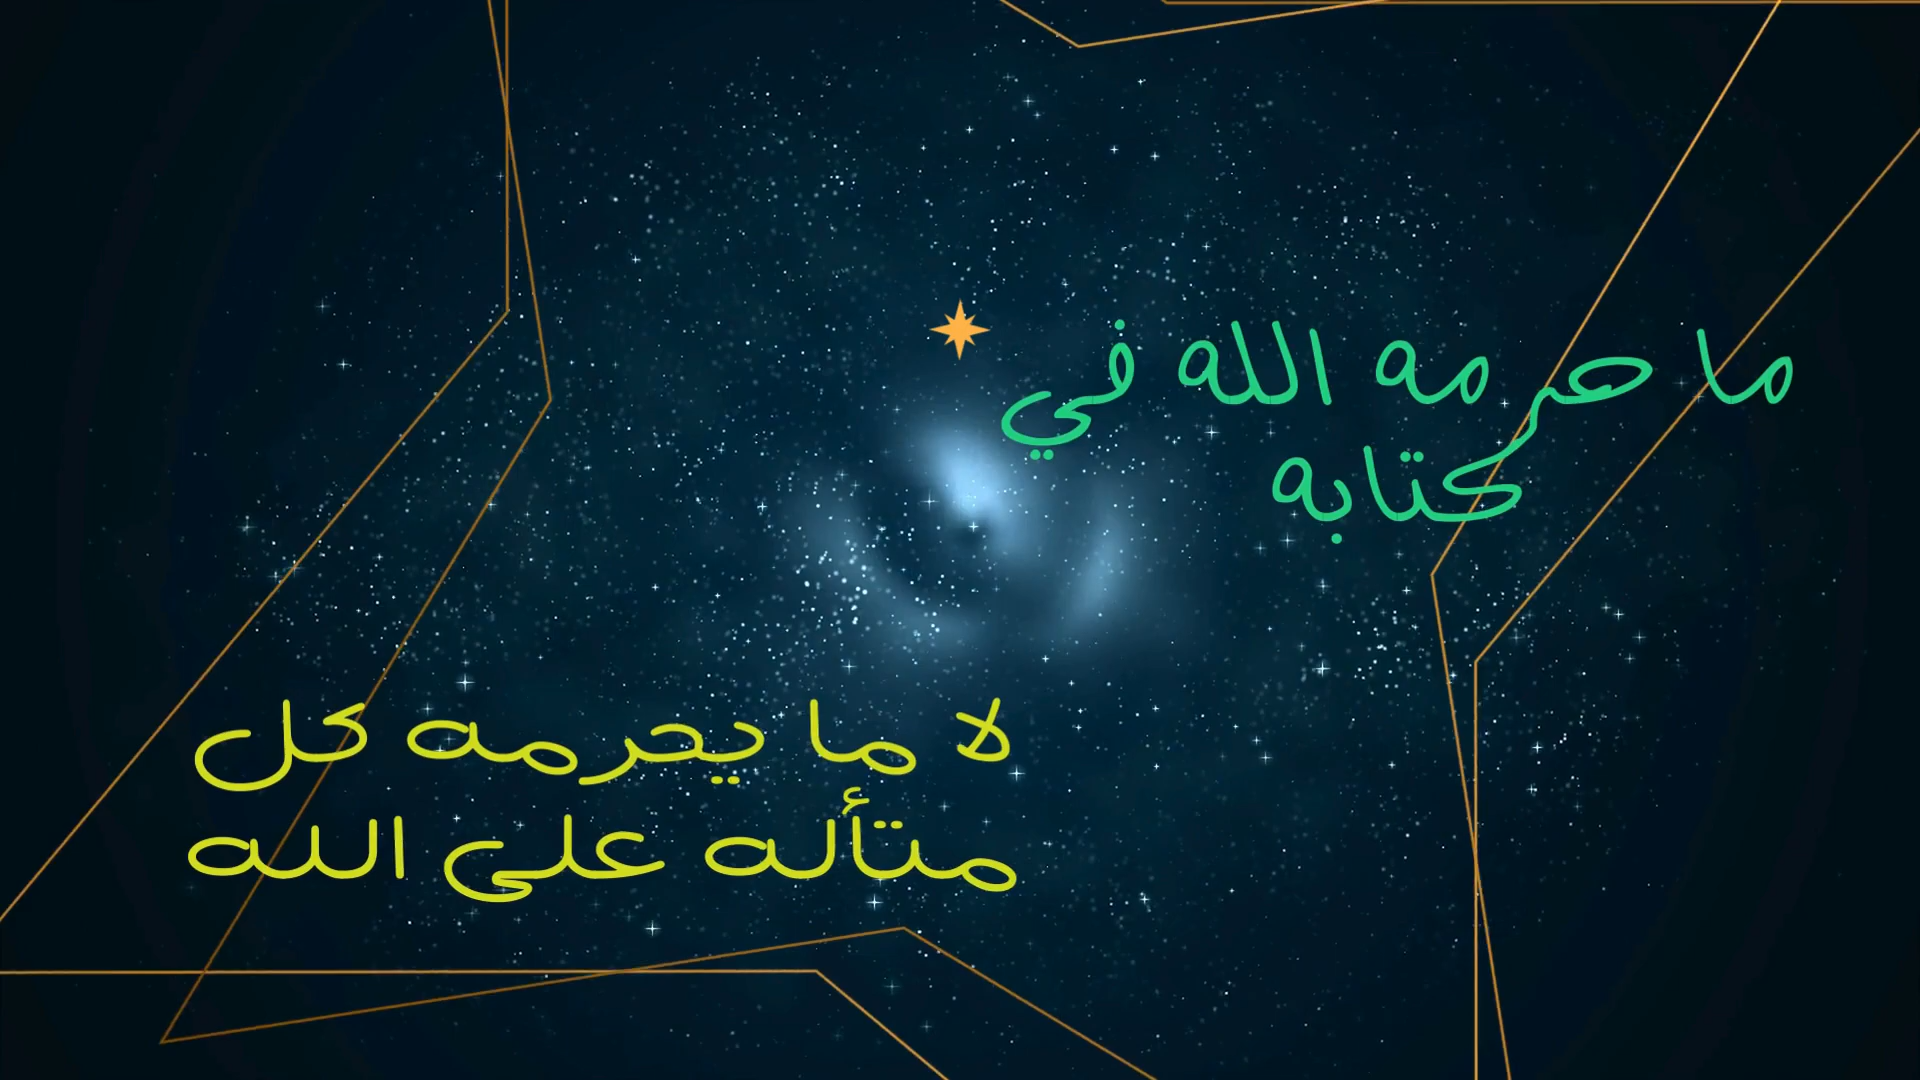 ما حرمه الله في
كتابه
لا ما يحرمه كل
متأله على الله